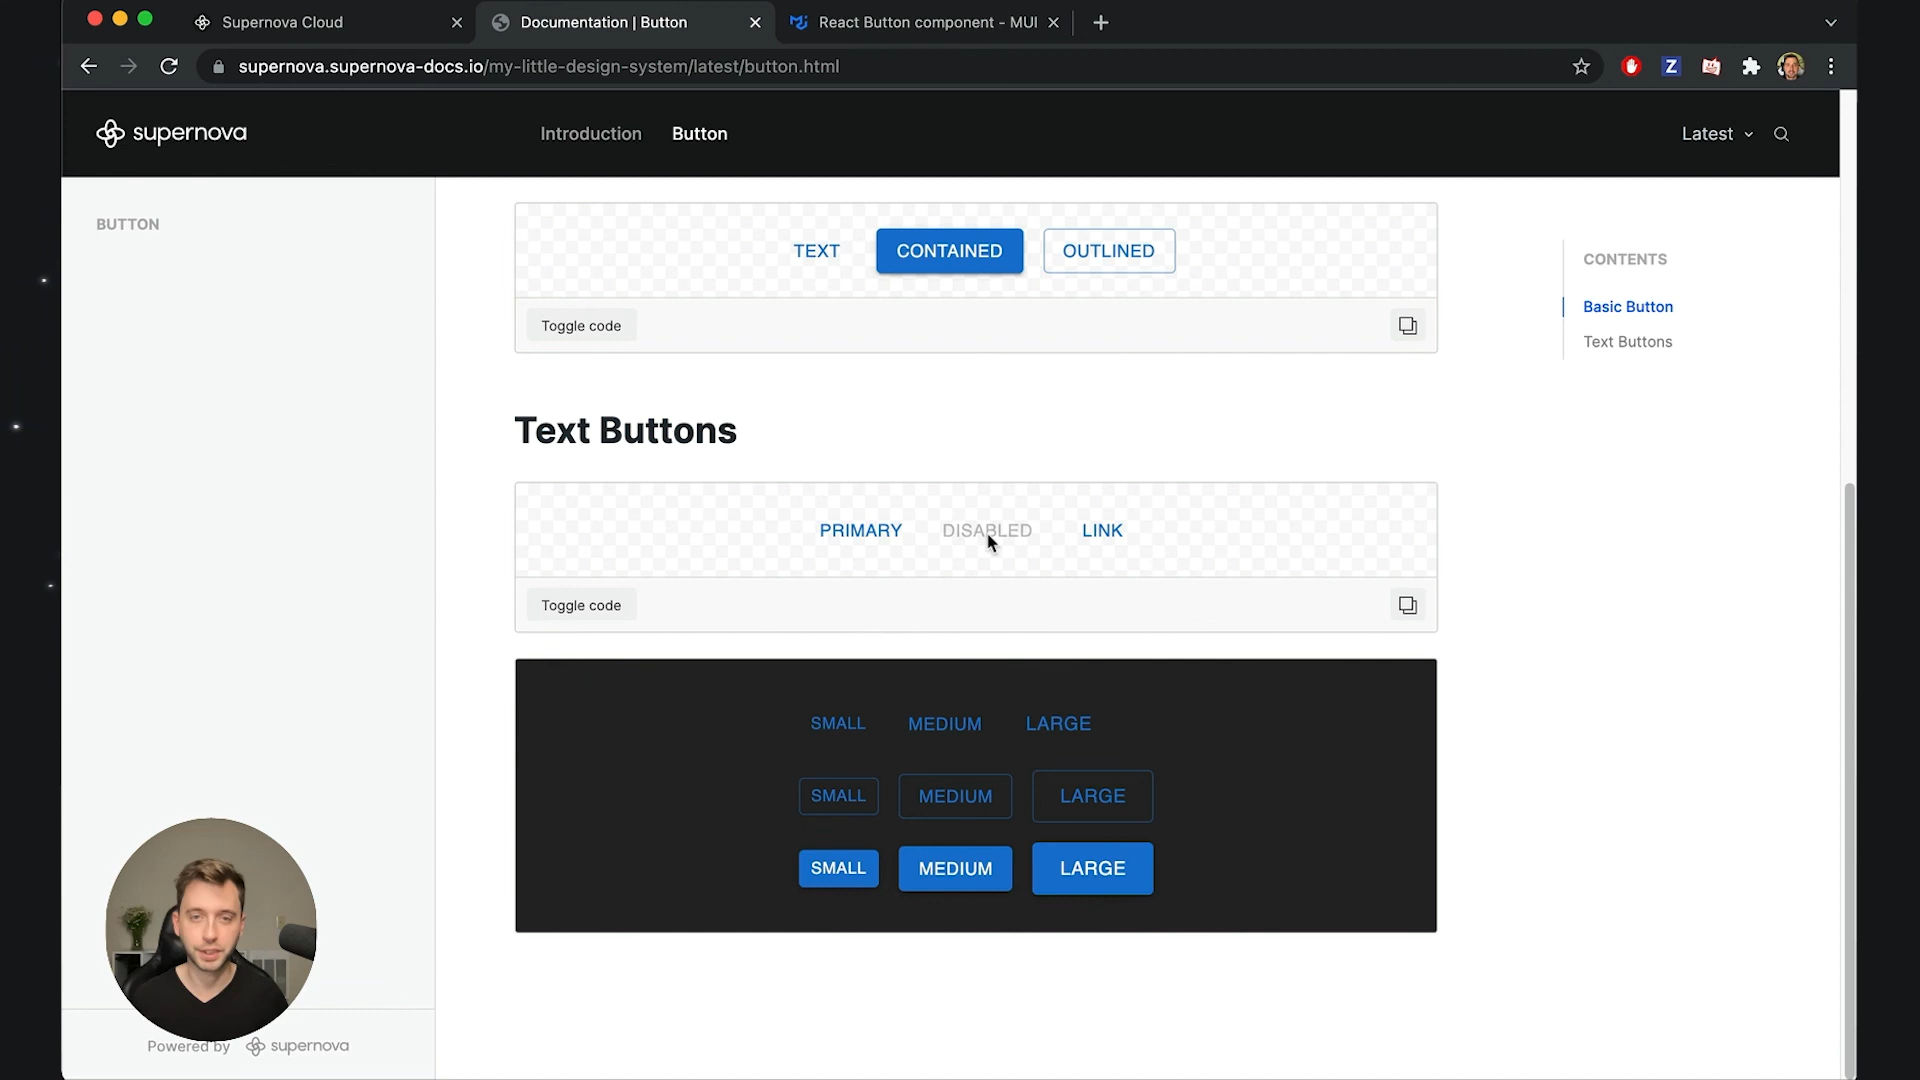 Supernova Cloud
Documentation | Button
React Button component - MUI
supernova.supernova-docs.io/my-little-design-system/latest/button.html
Z
supernova
Introduction
Button
Latest
BUTTON
TEXT
CONTAINED
OUTLINED
Toggle code
CONTENTS
Basic Button
Text Buttons
Text Buttons
PRIMARY
DISABLED
LINK
Toggle code
SMALL
MEDIUM
LARGE
SMALL
MEDIUM
LARGE
SMALL
MEDIUM
LARGE
Powered by
supernova